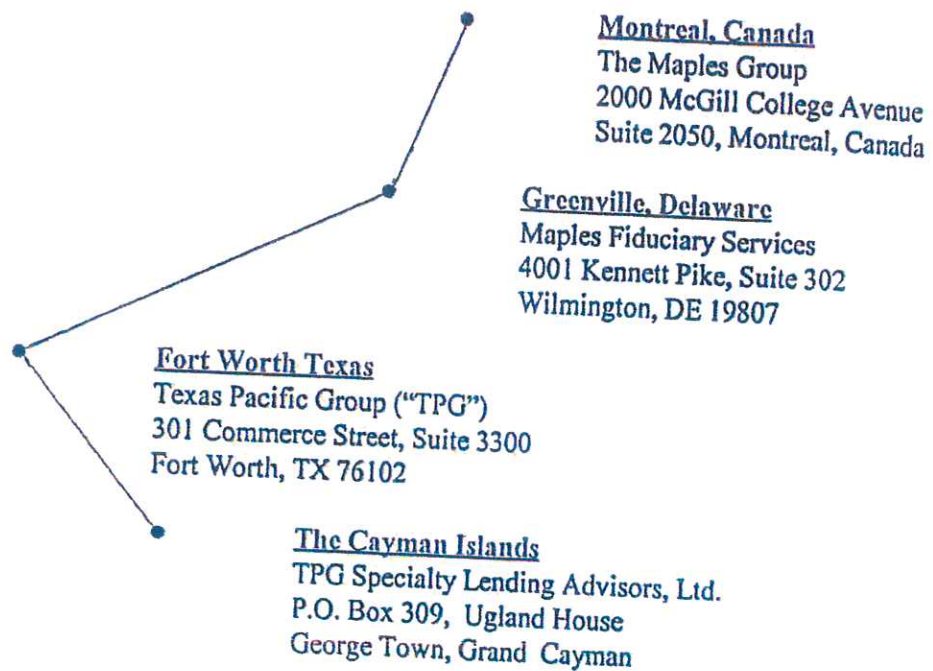 Montreal, Canada
The Maples Group
2000 McGill College Avenue
Suite 2050, Montreal, Canada
Greenville, Delaware
Maples Fiduciary Services
4001 Kennett Pike, Suite 302
Wilmington, DE 19807
Fort Worth Texas
Texas Pacific Group (“TPG”)
301 Commerce Street, Suite 3300
Fort Worth, TX 76102
The Cayman Islands
TPG Specialty Lending Advisors, Ltd.
P.O. Box 309, Ugland House
George Town, Grand Cayman